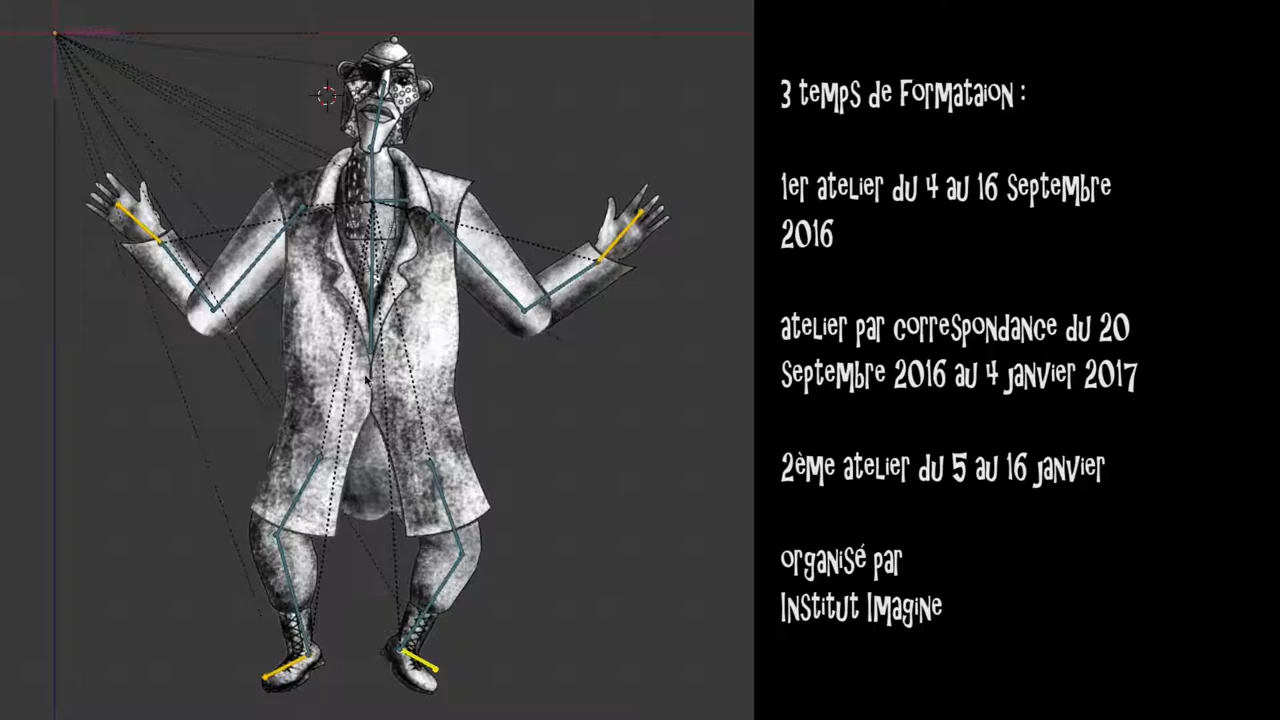 3 temps de Formataion :
1er atelier du 4 au 16 Septembre
2016
atelier par correspondance du 20
Septembre 2016 au 4 janvier 2017
2ème atelier du 5 au 16 janvier
organisé par
Institut Imagine